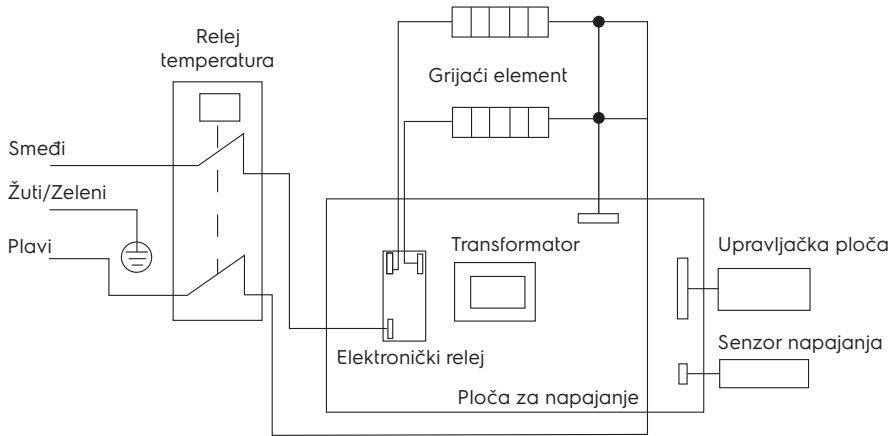 Relej
temperatura
Grijaći element
Smeđi
Žuti/Zeleni
Plavi
Transformator
Upravljačka ploča
Senzor napajanja
Elektronički relej
Ploča za napajanje